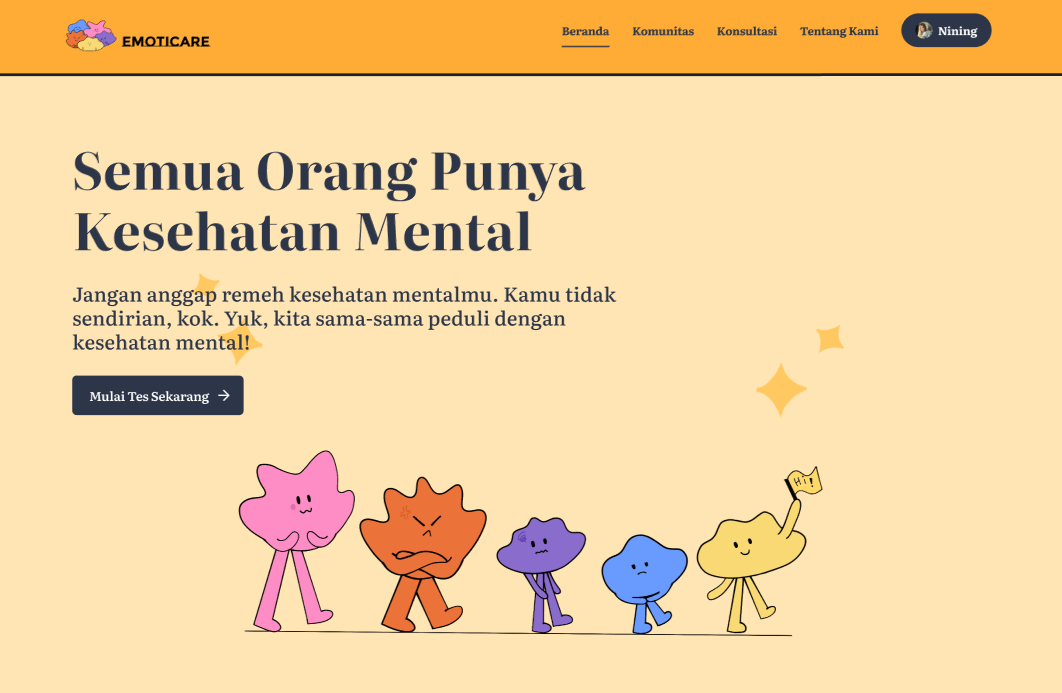 EMOTICARE
Beranda
Komunitas
Konsultasi
Tentang Kami
Nining
Semua Orang Punya
Kesehatan Mental
Jangan anggap remeh kesehatan mentalmu. Kamu tidak
sendirian, kok. Yuk, kita sama-sama peduli dengan
kesehatan mental!
Mulai Tes Sekarang
Hi!